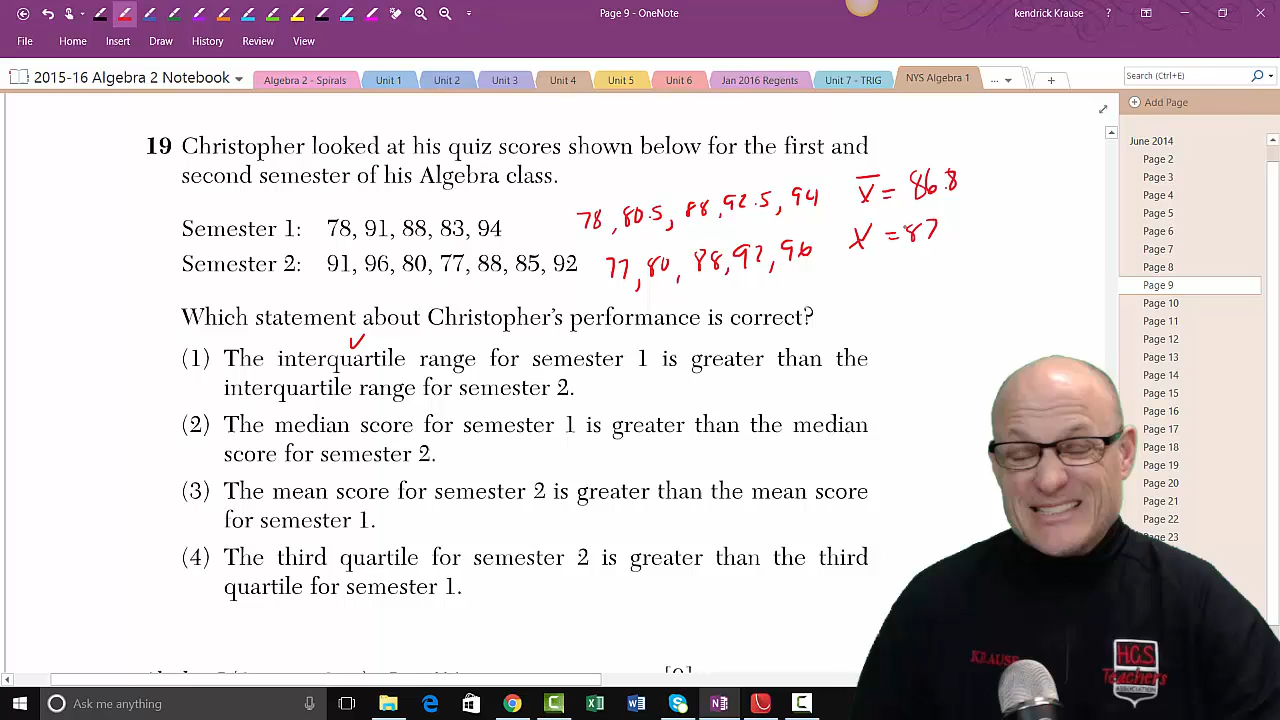 Page 9 - OneNote
kendrick Krause
?
File Home Insert Draw History Review View
2015-16 Algebra 2 Notebook
Algebra 2 - Spirals
Unit 1
Unit 2
Unit 3
Unit 4
Unit 5
Unit 6
Jan 2016 Regents
Unit 7 - TRIG
NYS Algebra 1
...
Search (Ctrl+E)
Add Page
June 2014
Page 2
Page 3
Page 4
Page 5
Page 6
Page 7
Page 8
Page 9
Page 10
Page 11
Page 12
Page 13
Page 14
Page 15
Page 16
Page 17
Page 18
Page 19
Page 20
Page 21
Page 22
Page 23
19 Christopher looked at his quiz scores shown below for the first and
second semester of his Algebra class.
78, 80.5, 88, 92.5, 94 x̅ = 86.8
Semester 1: 78, 91, 88, 83, 94
77, 80, 88, 92, 96 x = 87
Semester 2: 91, 96, 80, 77, 88, 85, 92
Which statement about Christopher's performance is correct?
(1) The interquartile range for semester 1 is greater than the
interquartile range for semester 2.
(2) The median score for semester 1 is greater than the median
score for semester 2.
(3) The mean score for semester 2 is greater than the mean score
for semester 1.
(4) The third quartile for semester 2 is greater than the third
quartile for semester 1.
KRAUSE
H.C.S.
Teachers
ASSOCIATION
Ask me anything